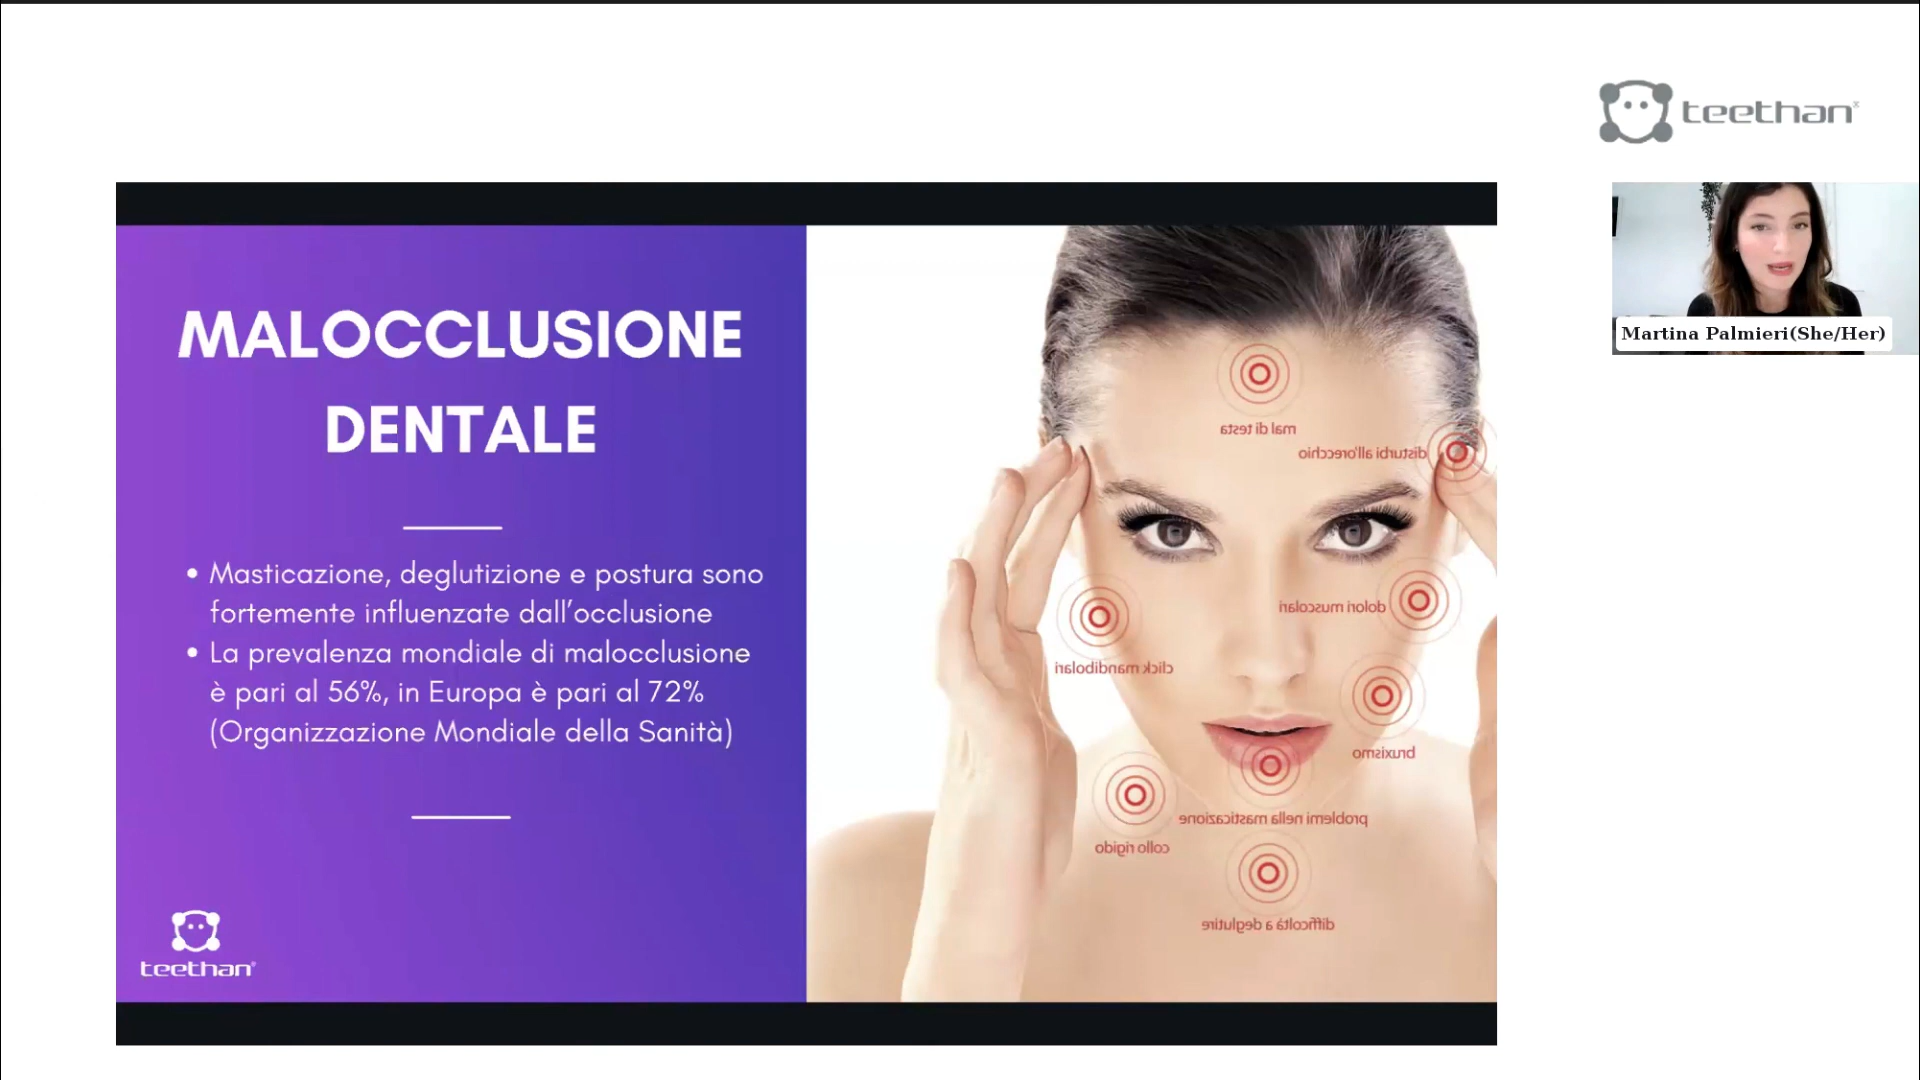 teethan
Martina Palmieri(She/Her)
MALOCCLUSIONE
DENTALE
• Masticazione, deglutizione e postura sono
fortemente influenzate dall’occlusione
• La prevalenza mondiale di malocclusione
è pari al 56%, in Europa è pari al 72%
(Organizzazione Mondiale della Sanità)
teethan®
mal di testa
disturbi all'orecchio
dolori muscolari
click mandibolari
bruxismo
problemi nella masticazione
collo rigido
difficoltà a deglutire